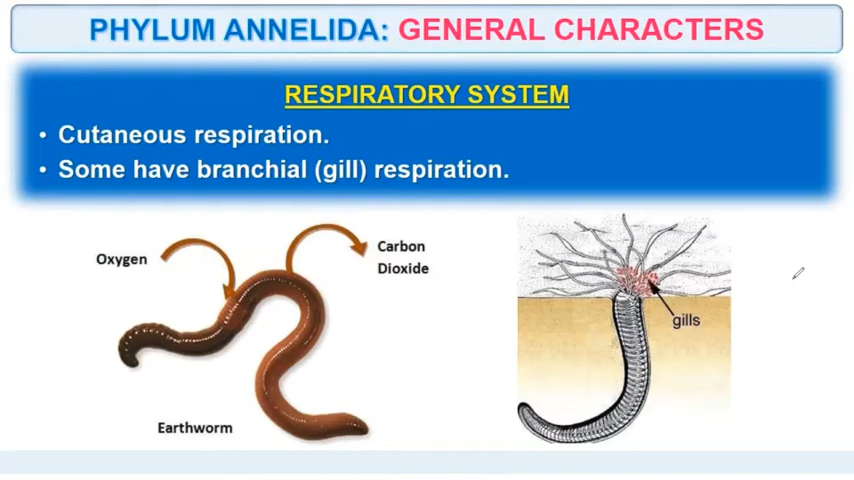 PHYLUM ANNELIDA: GENERAL CHARACTERS
RESPIRATORY SYSTEM
• Cutaneous respiration.
• Some have branchial (gill) respiration.
Oxygen
Carbon
Dioxide
Earthworm
gills